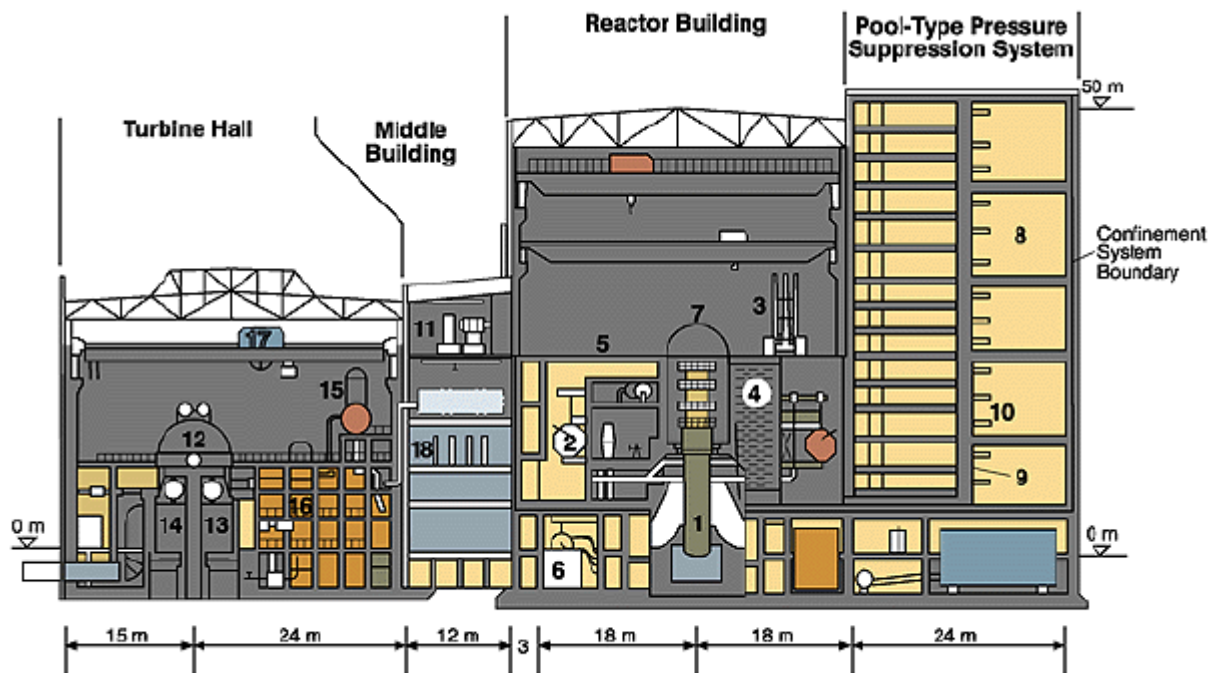 Reactor Building
Pool-Type Pressure
Suppression System
Turbine Hall
Middle
Building
50 m
8
Confinement
System
Boundary
3
7
11
17
5
15
4
10
12
2
18
9
16
14
13
1
0 m
0 m
6
15 m
24 m
12 m
3
18 m
18 m
24 m